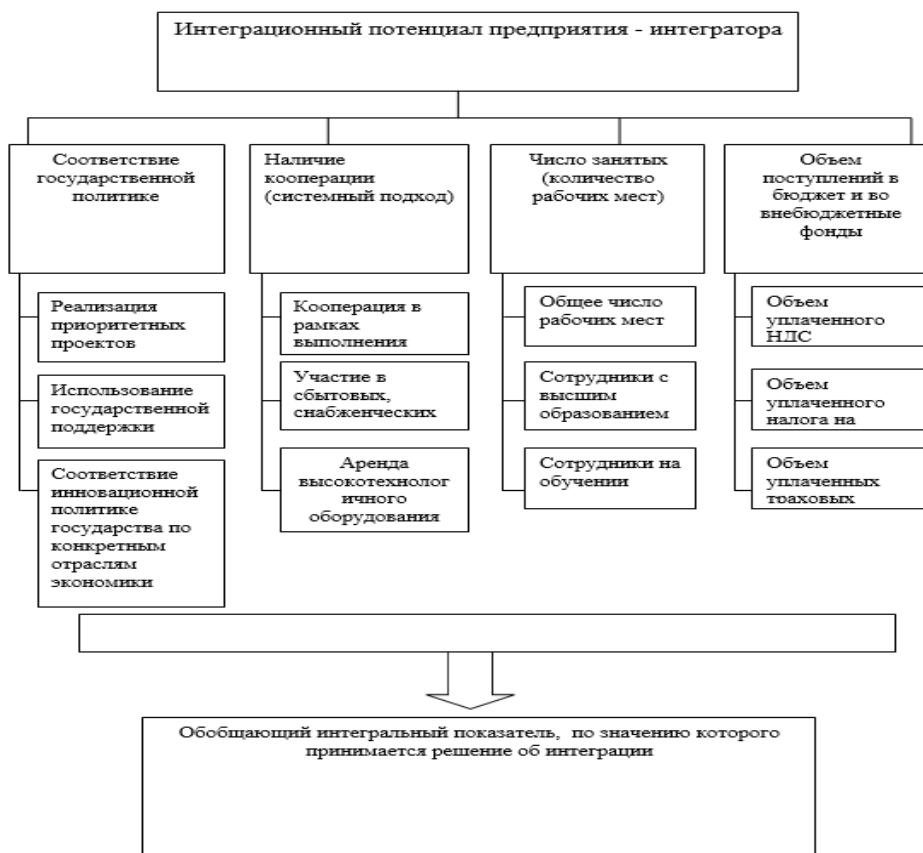 Интеграционный потенциал предприятия - интегратора
Соответствие
государственной
политике
Реализация
приоритетных
проектов
Использование
государственной
поддержки
Соответствие
инновационной
политике
государства по
конкретным
отраслям
экономики
Наличие
кооперации
(системный подход)
Кооперация в
рамках
выполнения
Участие в
сбытовых,
снабженческих
Аренда
высокотехнолог
ичного
оборудования
Число занятых
(количество
рабочих мест)
Общее число
рабочих мест
Сотрудники с
высшим
образованием
Сотрудники на
обучении
Объем
поступлений в
бюджет и во
внебюджетные
фонды
Объем
уплаченного
НДС
Объем
уплаченного
налога на
Объем
уплаченных
траховых
Обобщающий интегральный показатель, по значению которого
принимается решение об интеграции